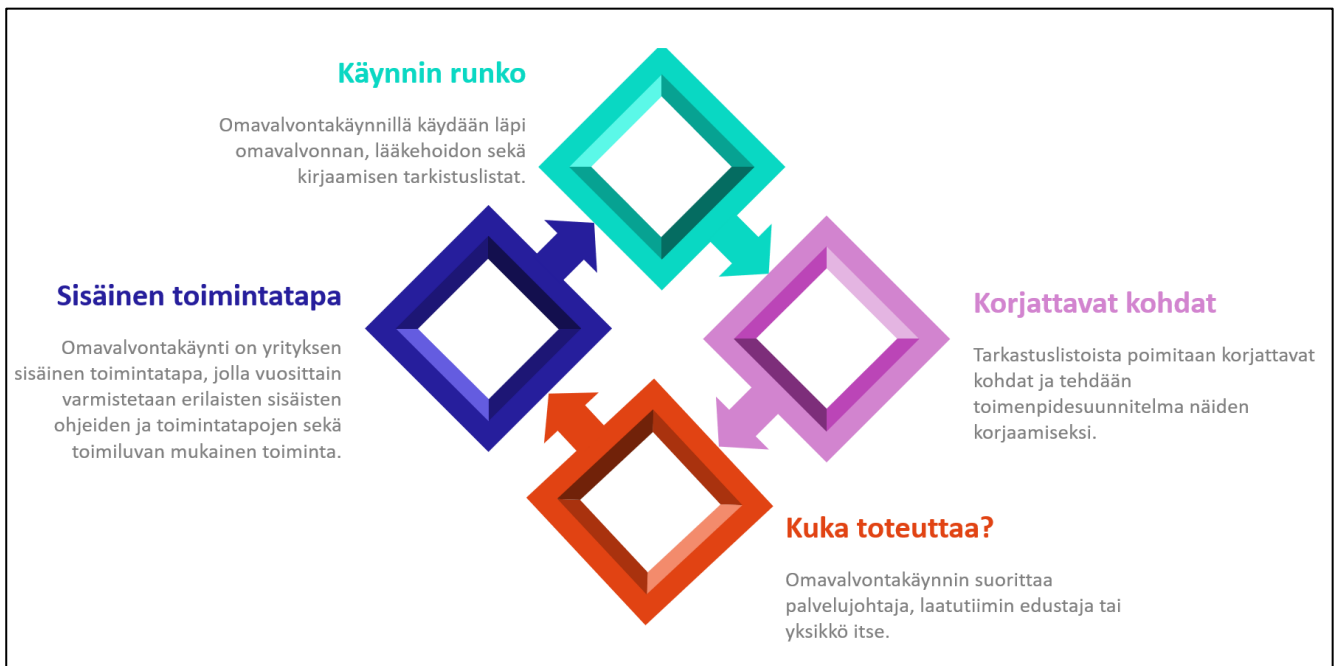 Käynnin runko
Omavalvontakäynnillä käydään läpi
omavalvonnan, lääkehoidon sekä
kirjaamisen tarkistuslistat.
Sisäinen toimintatapa
Omavalvontakäynti on yrityksen
sisäinen toimintatapa, jolla vuosittain
varmistetaan erilaisten sisäisten
ohjeiden ja toimintatapojen sekä
toimiluvan mukainen toiminta.
Korjattavat kohdat
Tarkastuslistoista poimitaan korjattavat
kohdat ja tehdään
toimenpidesuunnitelma näiden
korjaamiseksi.
Kuka toteuttaa?
Omavalvontakäynnin suorittaa
palvelujohtaja, laatutiimin edustaja tai
yksikkö itse.